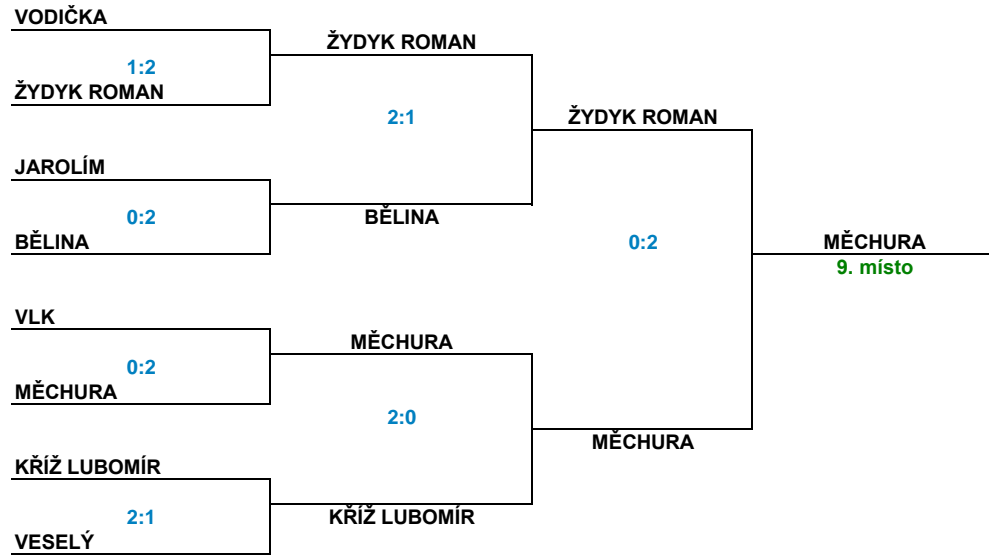 VODIČKA
ŽYDYK ROMAN
1:2
ŽYDYK ROMAN
2:1
ŽYDYK ROMAN
JAROLÍM
0:2
BĚLINA
BĚLINA
0:2
MĚCHURA
9. místo
VLK
MĚCHURA
0:2
MĚCHURA
2:0
MĚCHURA
KŘÍŽ LUBOMÍR
2:1
KŘÍŽ LUBOMÍR
VESELÝ